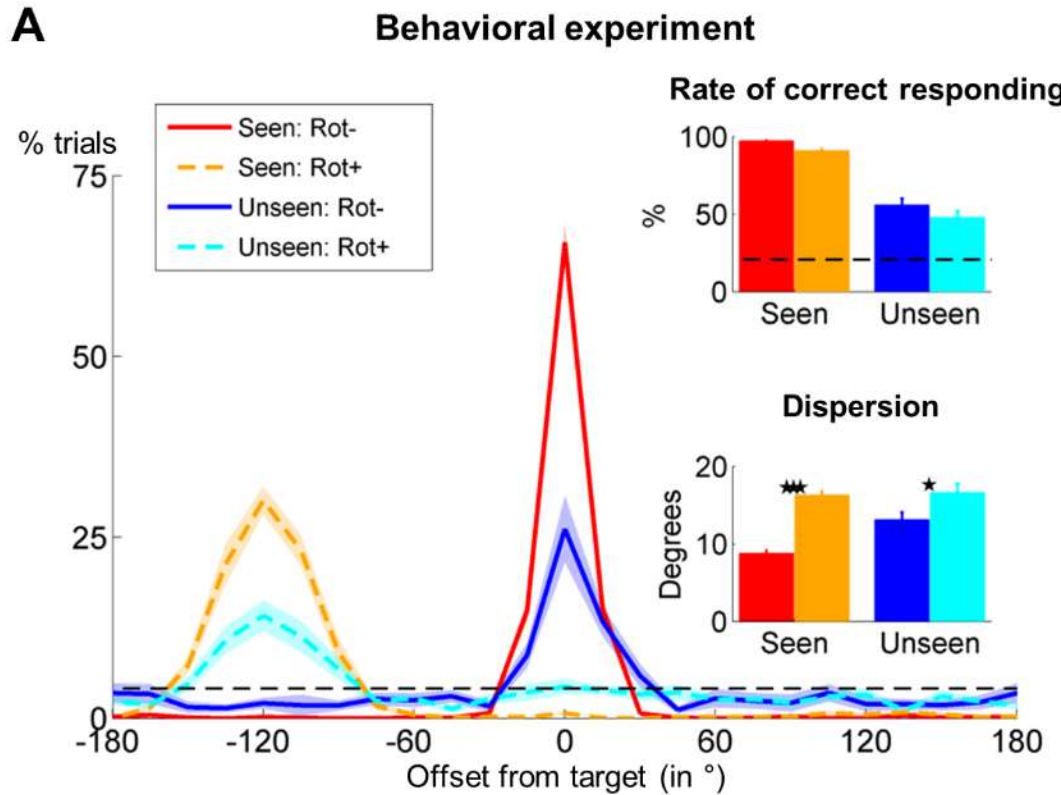 A
Behavioral experiment
Rate of correct responding
% trials
75
50
25
0
Seen: Rot-
Seen: Rot+
Unseen: Rot-
Unseen: Rot+
100
50
0
%
Seen Unseen
Dispersion
20
10
0
Degrees
Seen Unseen
-180 -120 -60 0 60 120 180
Offset from target (in °)